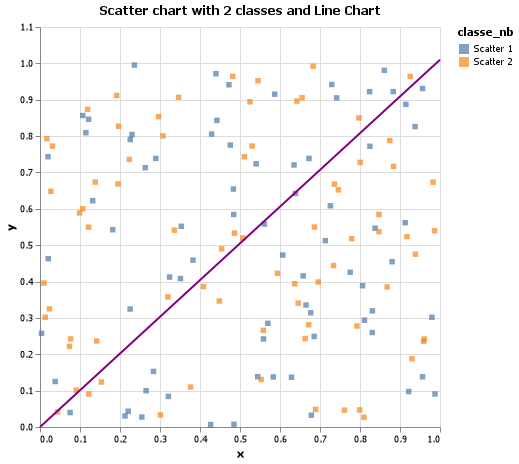 Scatter chart with 2 classes and Line Chart
classe_nb
Scatter 1
Scatter 2
1.1
1.0
0.9
0.8
0.7
0.6
0.5
0.4
0.3
0.2
0.1
0.0
y
0.0 0.1 0.2 0.3 0.4 0.5 0.6 0.7 0.8 0.9 1.0
x